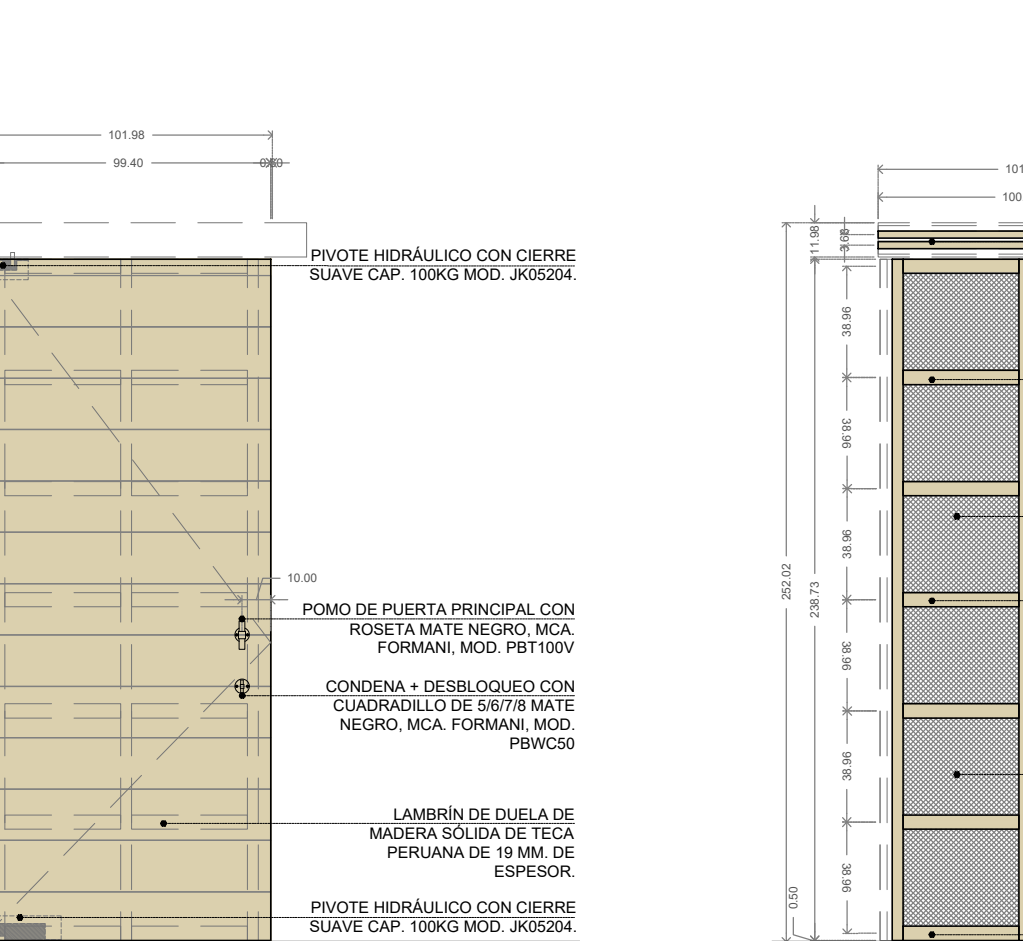 101.98
99.40
PIVOTE HIDRÁULICO CON CIERRE
SUAVE CAP. 100KG MOD. JK05204.
10.00
POMO DE PUERTA PRINCIPAL CON
ROSETA MATE NEGRO, MCA.
FORMANI, MOD. PBT100V
CONDENA + DESBLOQUEO CON
CUADRADILLO DE 5/6/7/8 MATE
NEGRO, MCA. FORMANI, MOD.
PBWC50
LAMBRÍN DE DUELA DE
MADERA SÓLIDA DE TECA
PERUANA DE 19 MM. DE
ESPESOR.
PIVOTE HIDRÁULICO CON CIERRE
SUAVE CAP. 100KG MOD. JK05204.
101
100
11.98
252.02
238.73
0.50
38.96
38.96
38.96
38.96
38.96
38.96